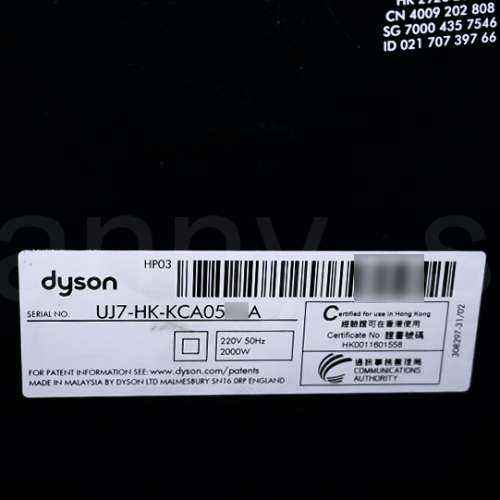 CN 4009 202 808
SG 7000 435 7546
ID 021 707 397 66
HP03
dyson
SERIAL NO. UJ7-HK-KCA05 A
220V 50Hz
2000W
FOR PATENT INFORMATION SEE: www.dyson.com/patents
MADE IN MALAYSIA BY DYSON LTD MALMESBURY SN16 0RP ENGLAND
Certified for use in Hong Kong
經驗證可在香港使用
Certificate No. 證書號碼
HK0011601558
通訊事務管理局
COMMUNICATIONS
AUTHORITY
308297-31/02